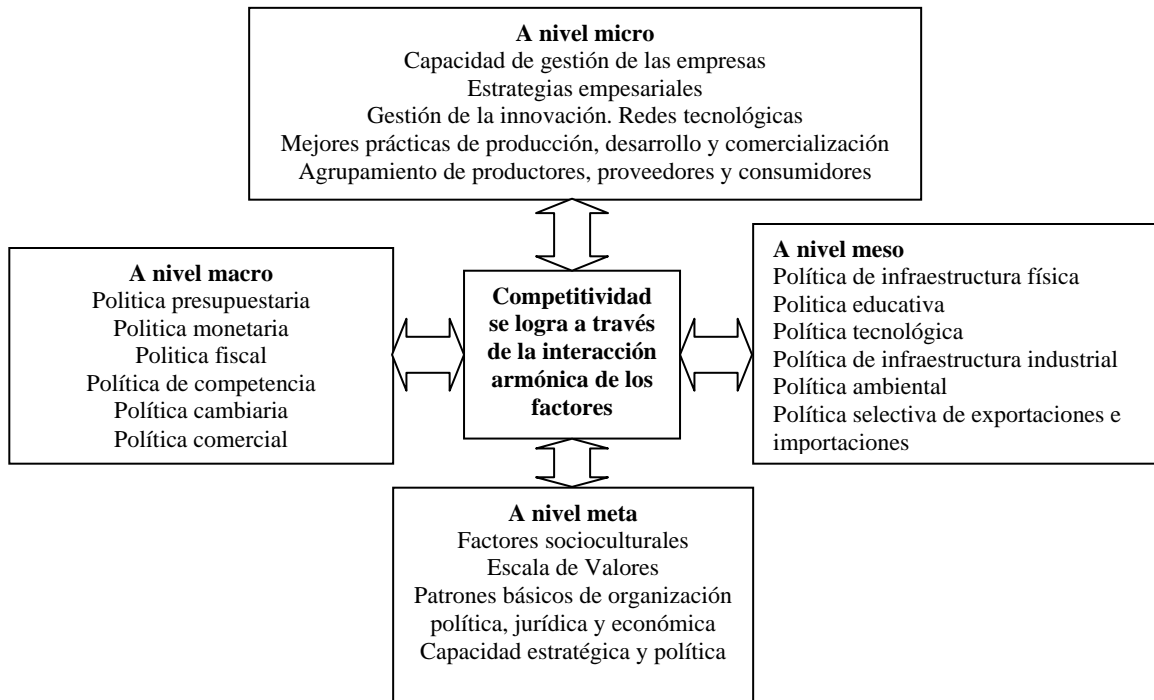 A nivel micro
Capacidad de gestión de las empresas
Estrategias empesariales
Gestión de la innovación. Redes tecnológicas
Mejores prácticas de producción, desarrollo y comercialización
Agrupamiento de productores, proveedores y consumidores
A nivel macro
Politica presupuestaria
Politica monetaria
Politica fiscal
Política de competencia
Política cambiaria
Política comercial
Competitividad
se logra a través
de la interacción
armónica de los
factores
A nivel meso
Política de infraestructura física
Politica educativa
Política tecnológica
Política de infraestructura industrial
Política ambiental
Política selectiva de exportaciones e
importaciones
A nivel meta
Factores socioculturales
Escala de Valores
Patrones básicos de organización
política, jurídica y económica
Capacidad estratégica y política